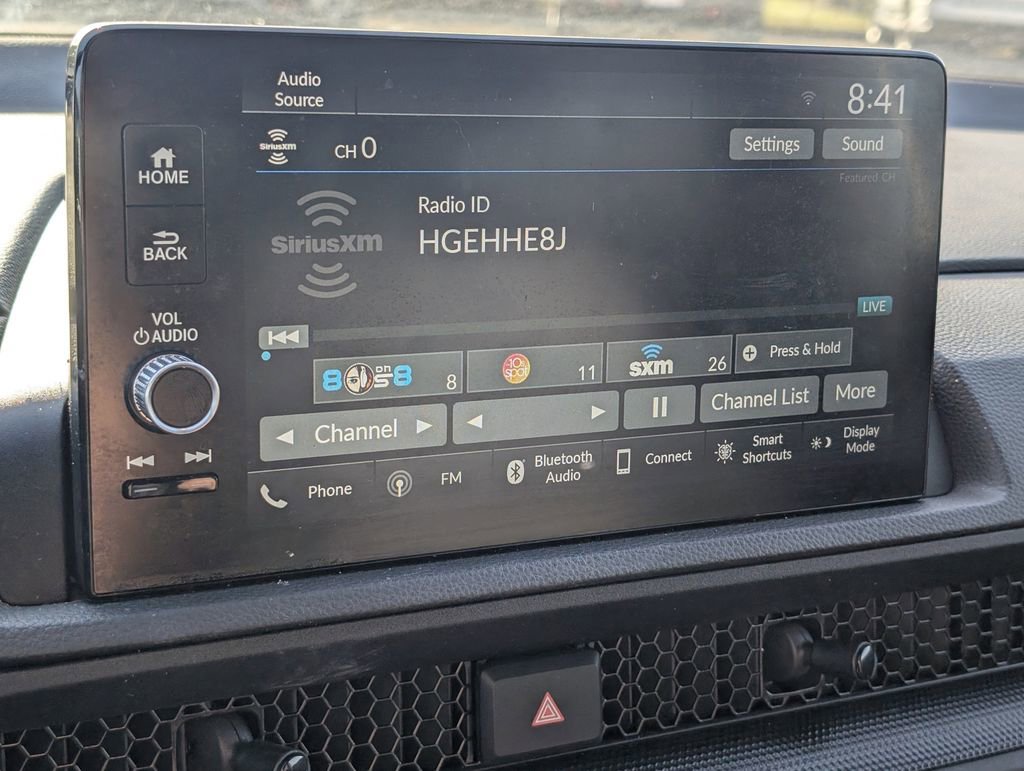 Audio
Source
8:41
HOME
SiriusXM
CH 0
Settings
Sound
Featured CH
Radio ID
SiriusXM
HGEHHE8J
BACK
LIVE
VOL
AUDIO
8
11
sxm 26
Press & Hold
Channel
Channel List
More
Phone
FM
Bluetooth
Audio
Connect
Smart
Shortcuts
Display
Mode